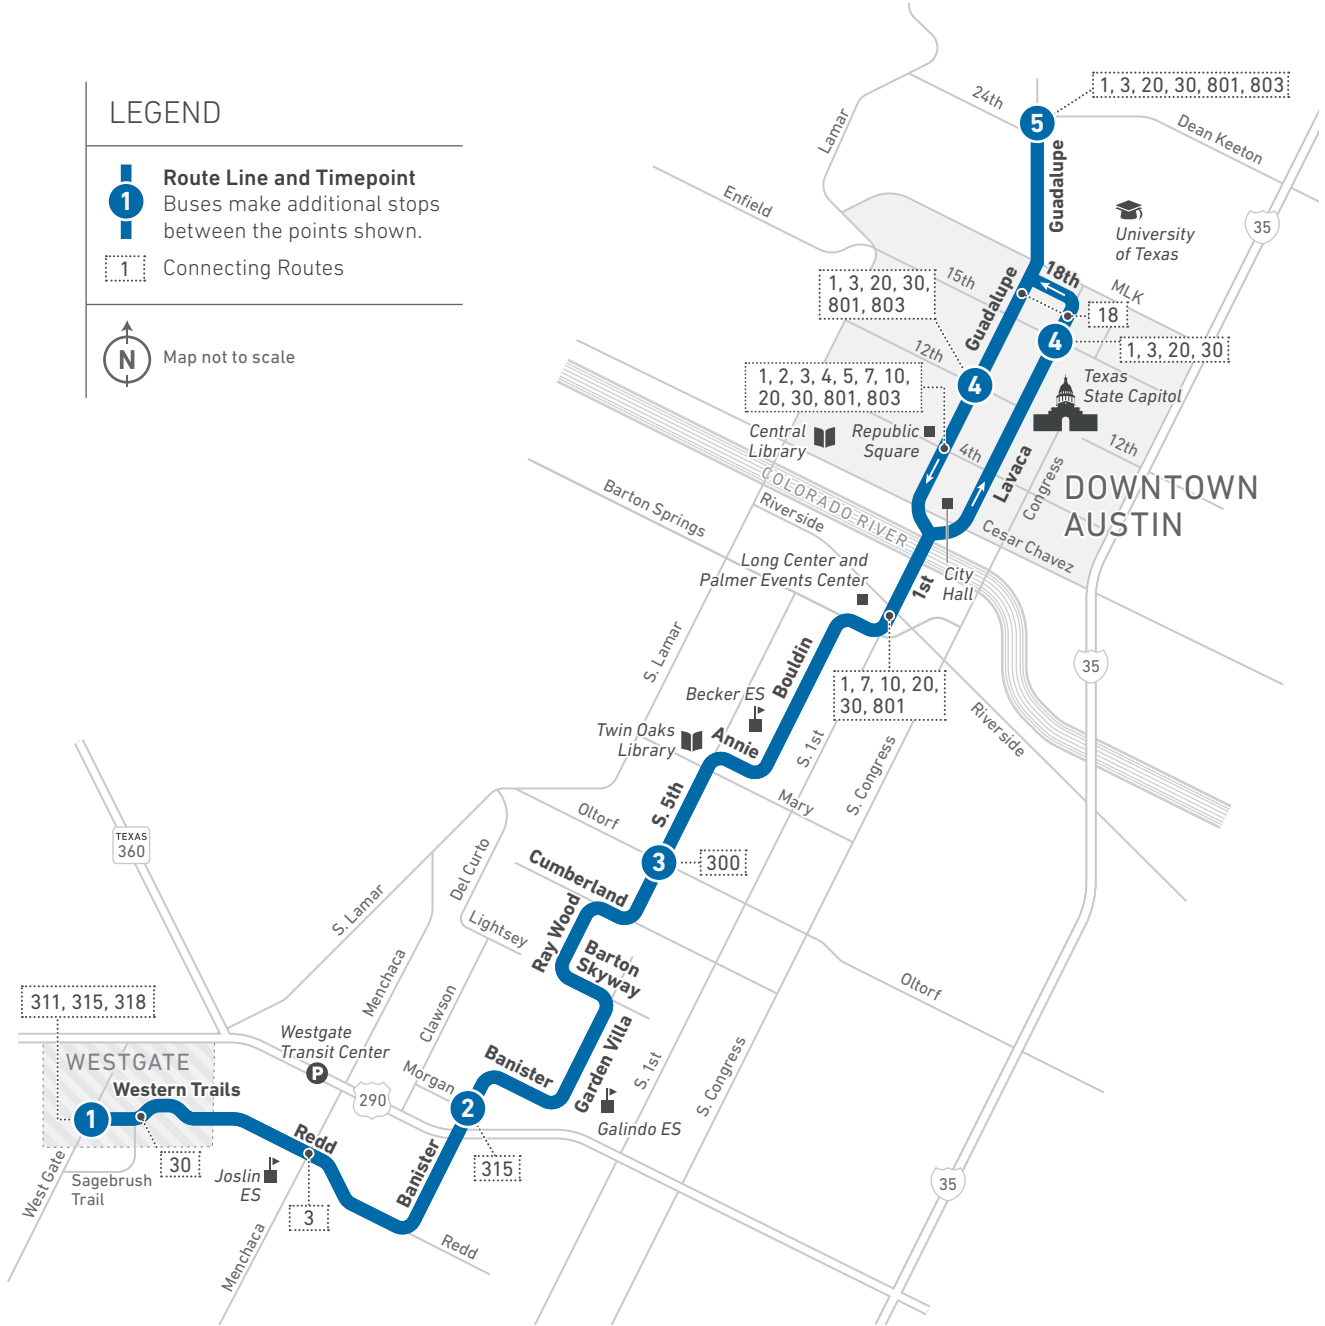 LEGEND
1
Route Line and Timepoint
Buses make additional stops
between the points shown.
1
Connecting Routes
N
Map not to scale
1, 3, 20, 30, 801, 803
5
24th
Dean Keeton
Lamar
Guadalupe
Enfield
University
of Texas
35
18th
MLK
15th
1, 3, 20, 30,
801, 803
Guadalupe
18
4
1, 3, 20, 30
12th
4
Texas
State Capitol
1, 2, 3, 4, 5, 7, 10,
20, 30, 801, 803
Central
Library
Republic
Square
4th
12th
Lavaca
Congress
DOWNTOWN
AUSTIN
COLORADO RIVER
Barton Springs
Riverside
Cesar Chavez
Long Center and
Palmer Events Center
1st
City
Hall
S. Lamar
Bouldin
35
1, 7, 10, 20,
30, 801
Becker ES
Riverside
Twin Oaks
Library
Annie
S. 1st
S. Congress
Mary
S. 5th
Oltorf
TEXAS
360
3
300
Del Curto
Cumberland
S. Lamar
Ray Wood
Lightsey
Barton
Skyway
Menchaca
Oltorf
311, 315, 318
Clawson
Westgate
Transit Center
P
WESTGATE
Western Trails
Morgan
Banister
Garden Villa
S. 1st
S. Congress
290
1
2
Galindo ES
Redd
315
Banister
30
Joslin
ES
Sagebrush
Trail
West Gate
3
35
Menchaca
Redd